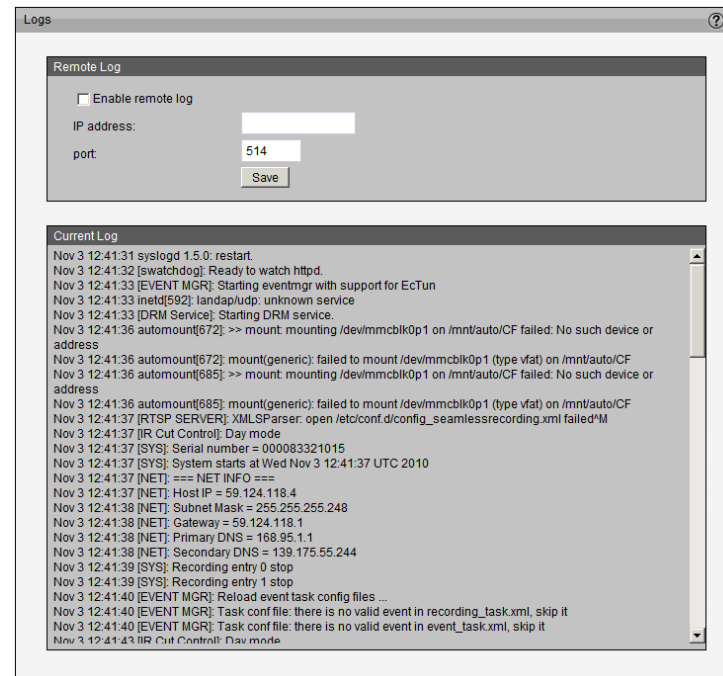 Logs
?
Remote Log
Enable remote log
IP address:
port:
514
Save
Current Log
Nov 3 12:41:31 syslogd 1.5.0: restart.
Nov 3 12:41:32 [swatchdog]: Ready to watch httpd.
Nov 3 12:41:33 [EVENT MGR]: Starting eventmgr with support for EcTun
Nov 3 12:41:33 inetd[592]: landap/udp: unknown service
Nov 3 12:41:33 [DRM Service]: Starting DRM service.
Nov 3 12:41:36 automount[672]: >> mount: mounting /dev/mmcblk0p1 on /mnt/auto/CF failed: No such device or
address
Nov 3 12:41:36 automount[672]: mount(generic): failed to mount /dev/mmcblk0p1 (type vfat) on /mnt/auto/CF
Nov 3 12:41:36 automount[685]: >> mount: mounting /dev/mmcblk0p1 on /mnt/auto/CF failed: No such device or
address
Nov 3 12:41:36 automount[685]: mount(generic): failed to mount /dev/mmcblk0p1 (type vfat) on /mnt/auto/CF
Nov 3 12:41:37 [RTSP SERVER]: XMLSParser: open /etc/conf.d/config_seamlessrecording.xml failed^M
Nov 3 12:41:37 [IR Cut Control]: Day mode
Nov 3 12:41:37 [SYS]: Serial number = 000083321015
Nov 3 12:41:37 [SYS]: System starts at Wed Nov 3 12:41:37 UTC 2010
Nov 3 12:41:37 [NET]: === NET INFO ===
Nov 3 12:41:37 [NET]: Host IP = 59.124.118.4
Nov 3 12:41:38 [NET]: Subnet Mask = 255.255.255.248
Nov 3 12:41:38 [NET]: Gateway = 59.124.118.1
Nov 3 12:41:38 [NET]: Primary DNS = 168.95.1.1
Nov 3 12:41:38 [NET]: Secondary DNS = 139.175.55.244
Nov 3 12:41:39 [SYS]: Recording entry 0 stop
Nov 3 12:41:39 [SYS]: Recording entry 1 stop
Nov 3 12:41:40 [EVENT MGR]: Reload event task config files ...
Nov 3 12:41:40 [EVENT MGR]: Task conf file: there is no valid event in recording_task.xml, skip it
Nov 3 12:41:40 [EVENT MGR]: Task conf file: there is no valid event in event_task.xml, skip it
Nov 3 12:41:43 [IR Cut Control]: Day mode